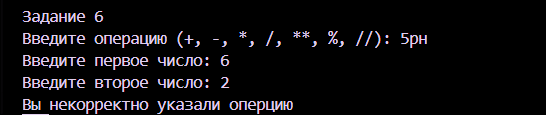 Задание 6
Введите операцию (+, -, *, /, **, %, //): 5рн
Введите первое число: 6
Введите второе число: 2
Вы некорректно указали оперцию